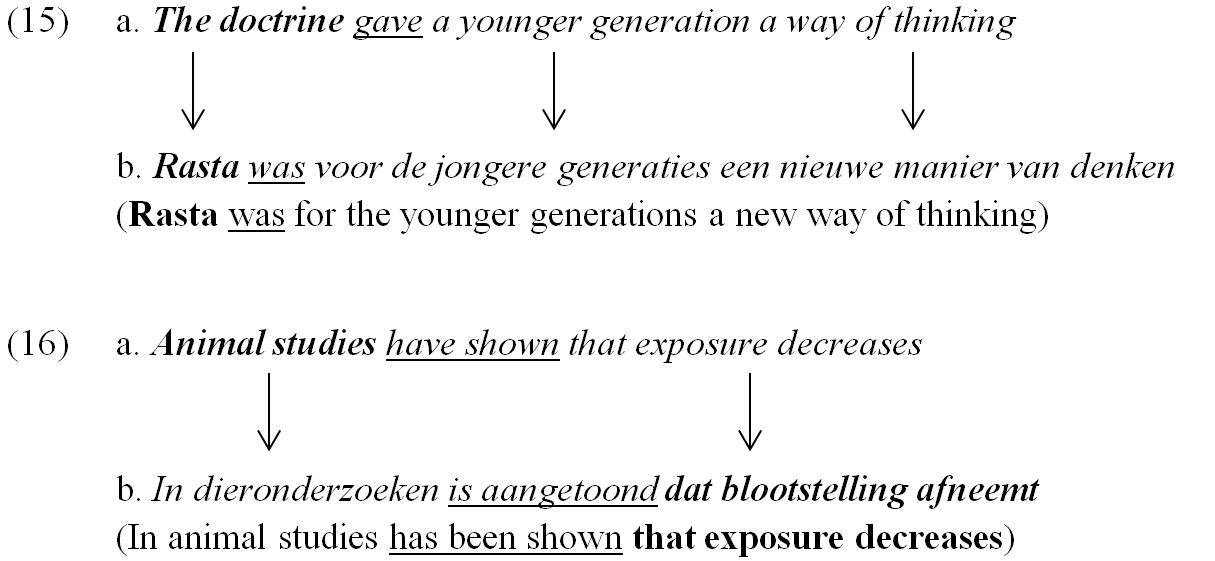 (15) a. The doctrine gave a younger generation a way of thinking
b. Rasta was voor de jongere generaties een nieuwe manier van denken
(Rasta was for the younger generations a new way of thinking)
(16) a. Animal studies have shown that exposure decreases
b. In dieronderzoeken is aangetoond dat blootstelling afneemt
(In animal studies has been shown that exposure decreases)